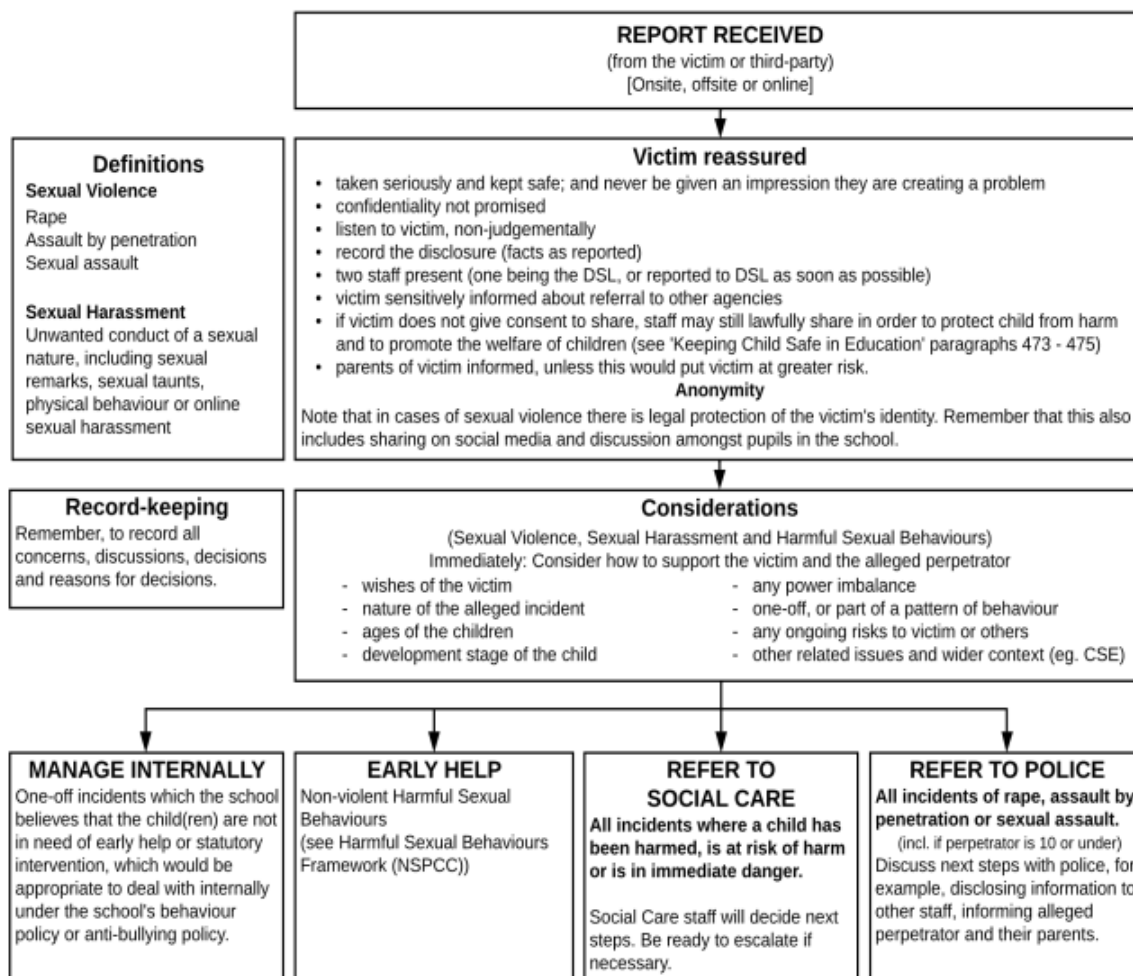 REPORT RECEIVED
(from the victim or third-party)
[Onsite, offsite or online]
Definitions
Sexual Violence
Rape
Assault by penetration
Sexual assault
Sexual Harassment
Unwanted conduct of a sexual
nature, including sexual
remarks, sexual taunts,
physical behaviour or online
sexual harassment
Victim reassured
• taken seriously and kept safe; and never be given an impression they are creating a problem
• confidentiality not promised
• listen to victim, non-judgementally
• record the disclosure (facts as reported)
• two staff present (one being the DSL, or reported to DSL as soon as possible)
• victim sensitively informed about referral to other agencies
• if victim does not give consent to share, staff may still lawfully share in order to protect child from harm
and to promote the welfare of children (see 'Keeping Child Safe in Education' paragraphs 473 - 475)
• parents of victim informed, unless this would put victim at greater risk.
Anonymity
Note that in cases of sexual violence there is legal protection of the victim's identity. Remember that this also
includes sharing on social media and discussion amongst pupils in the school.
Record-keeping
Remember, to record all
concerns, discussions, decisions
and reasons for decisions.
Considerations
(Sexual Violence, Sexual Harassment and Harmful Sexual Behaviours)
Immediately: Consider how to support the victim and the alleged perpetrator
- wishes of the victim
- nature of the alleged incident
- ages of the children
- development stage of the child
- any power imbalance
- one-off, or part of a pattern of behaviour
- any ongoing risks to victim or others
- other related issues and wider context (eg. CSE)
MANAGE INTERNALLY
One-off incidents which the school
believes that the child(ren) are not
in need of early help or statutory
intervention, which would be
appropriate to deal with internally
under the school's behaviour
policy or anti-bullying policy.
EARLY HELP
Non-violent Harmful Sexual
Behaviours
(see Harmful Sexual Behaviours
Framework (NSPCC))
REFER TO
SOCIAL CARE
All incidents where a child has
been harmed, is at risk of harm
or is in immediate danger.
Social Care staff will decide next
steps. Be ready to escalate if
necessary.
REFER TO POLICE
All incidents of rape, assault by
penetration or sexual assault.
(incl. if perpetrator is 10 or under)
Discuss next steps with police, for
example, disclosing information to
other staff, informing alleged
perpetrator and their parents.